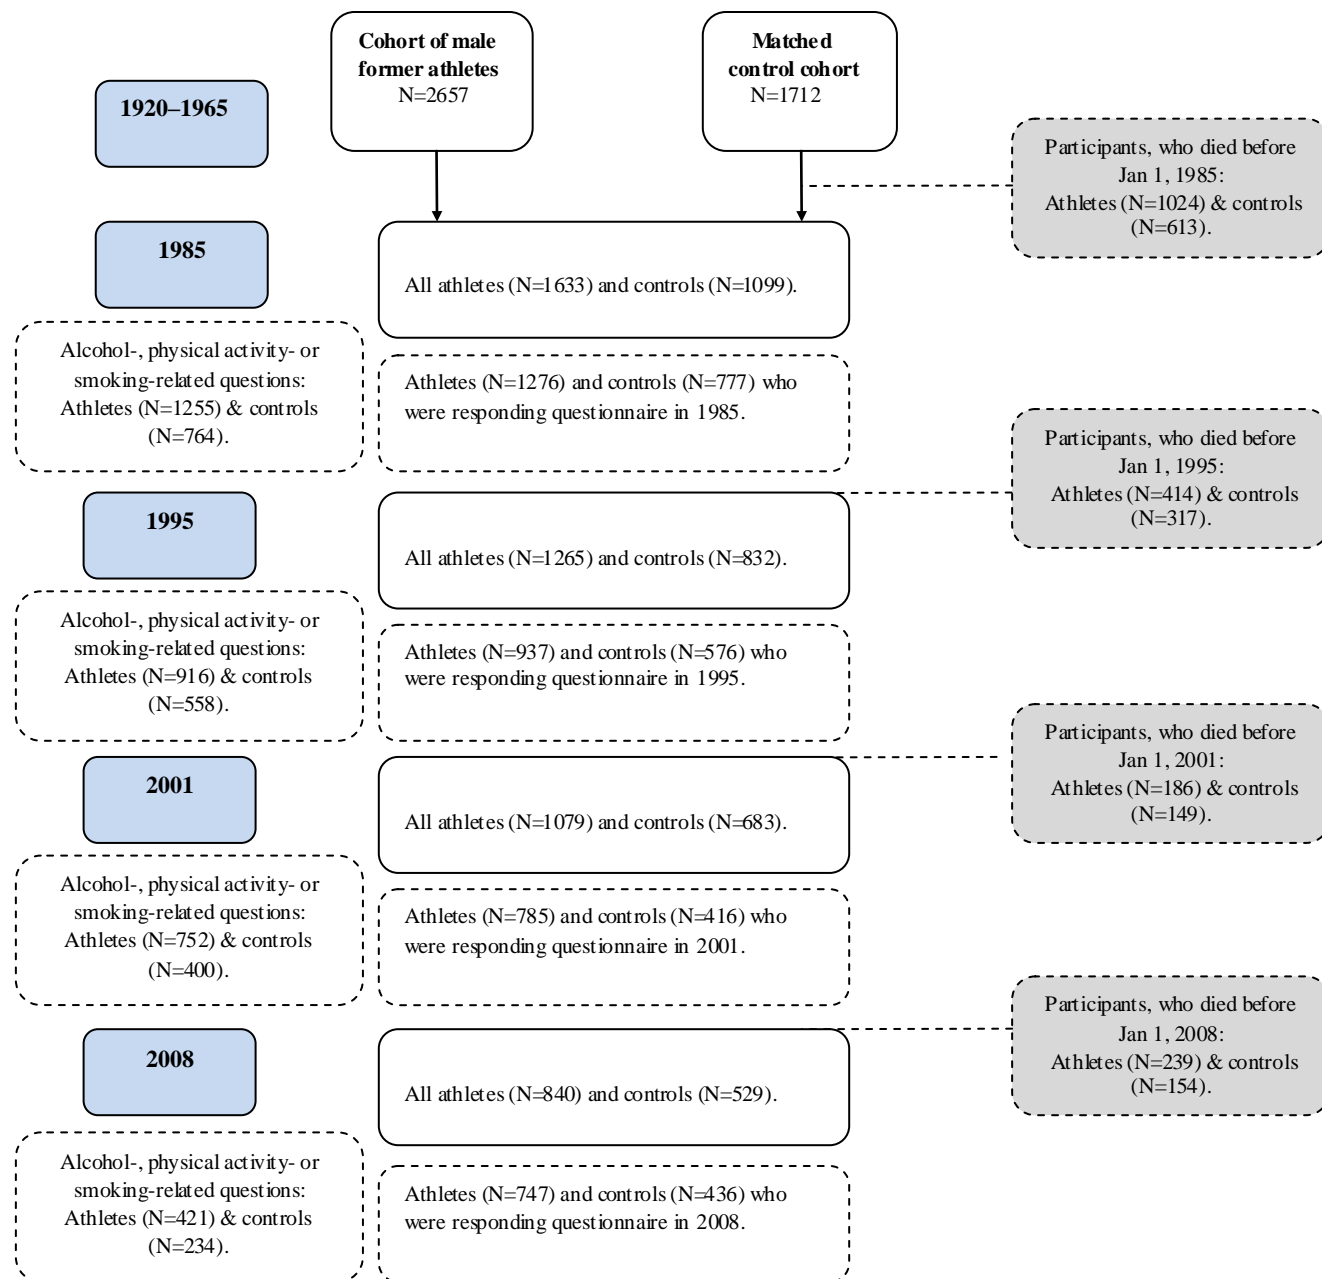 Cohort of male
former athletes
N=2657
Matched
control cohort
N=1712
1920–1965
Participants, who died before
Jan 1, 1985:
Athletes (N=1024) & controls
(N=613).
1985
All athletes (N=1633) and controls (N=1099).
Alcohol-, physical activity- or
smoking-related questions:
Athletes (N=1255) & controls
(N=764).
Athletes (N=1276) and controls (N=777) who
were responding questionnaire in 1985.
Participants, who died before
Jan 1, 1995:
Athletes (N=414) & controls
(N=317).
1995
All athletes (N=1265) and controls (N=832).
Alcohol-, physical activity- or
smoking-related questions:
Athletes (N=916) & controls
(N=558).
Athletes (N=937) and controls (N=576) who
were responding questionnaire in 1995.
Participants, who died before
Jan 1, 2001:
Athletes (N=186) & controls
(N=149).
2001
All athletes (N=1079) and controls (N=683).
Alcohol-, physical activity- or
smoking-related questions:
Athletes (N=752) & controls
(N=400).
Athletes (N=785) and controls (N=416) who
were responding questionnaire in 2001.
Participants, who died before
Jan 1, 2008:
Athletes (N=239) & controls
(N=154).
2008
All athletes (N=840) and controls (N=529).
Alcohol-, physical activity- or
smoking-related questions:
Athletes (N=421) & controls
(N=234).
Athletes (N=747) and controls (N=436) who
were responding questionnaire in 2008.